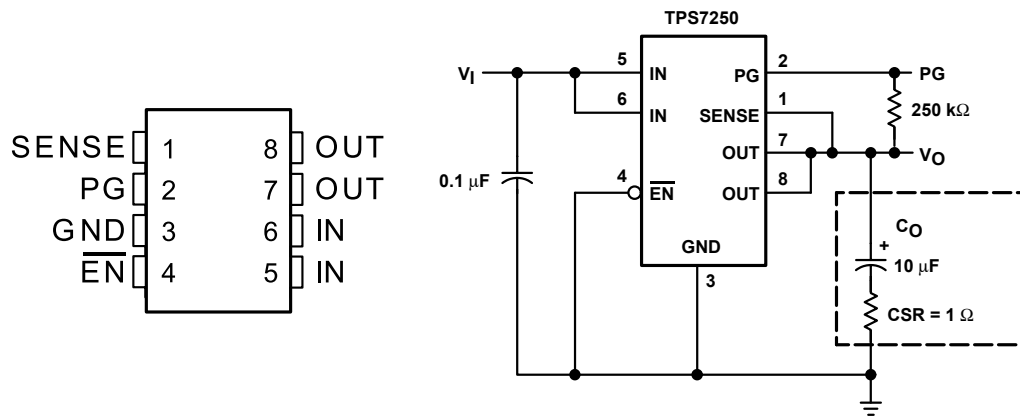 SENSE 1 8 OUT
PG 2 7 OUT
GND 3 6 IN
EN 4 5 IN
TPS7250
VI 5 IN PG 2 PG
6 IN SENSE 1 250 kΩ
OUT 7 VO
0.1 μF 4 EN OUT 8
GND
3
CO
+
10 μF
CSR = 1 Ω